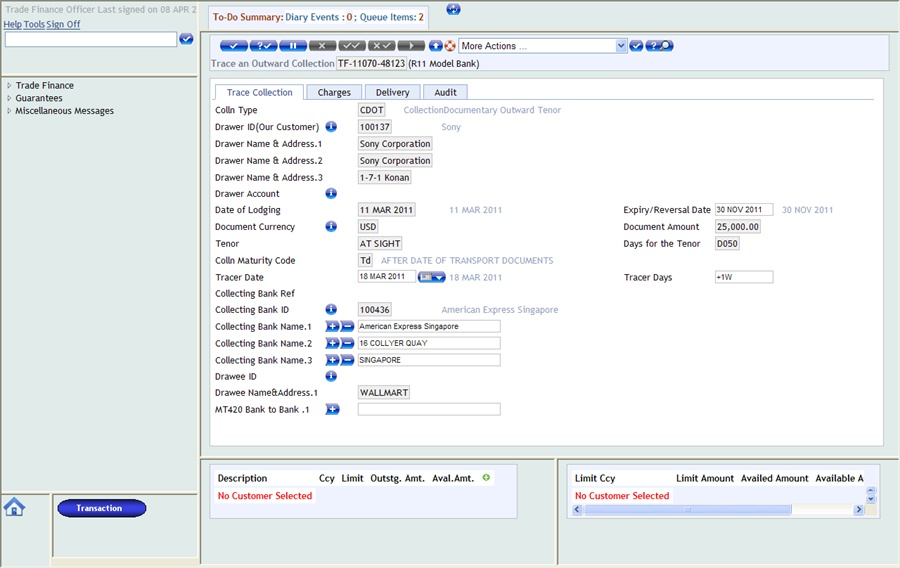 Trade Finance Officer Last signed on 08 APR 2
Help Tools Sign Off
To-Do Summary: Diary Events : 0 ; Queue Items: 2
More Actions ...
Trace an Outward Collection TF-11070-48123 (R11 Model Bank)
Trade Finance
Guarantees
Miscellaneous Messages
Trace Collection Charges Delivery Audit
Colln Type CDOT CollectionDocumentary Outward Tenor
Drawer ID(Our Customer) 100137 Sony
Drawer Name & Address.1 Sony Corporation
Drawer Name & Address.2 Sony Corporation
Drawer Name & Address.3 1-7-1 Konan
Drawer Account
Date of Lodging 11 MAR 2011 11 MAR 2011 Expiry/Reversal Date 30 NOV 2011 30 NOV 2011
Document Currency USD Document Amount 25,000.00
Tenor AT SIGHT Days for the Tenor D050
Colln Maturity Code Td AFTER DATE OF TRANSPORT DOCUMENTS
Tracer Date 18 MAR 2011 18 MAR 2011 Tracer Days +1W
Collecting Bank Ref
Collecting Bank ID 100436 American Express Singapore
Collecting Bank Name.1 American Express Singapore
Collecting Bank Name.2 16 COLLYER QUAY
Collecting Bank Name.3 SINGAPORE
Drawee ID
Drawee Name&Address.1 WALLMART
MT420 Bank to Bank .1
Description Ccy Limit Outstg. Amt. Aval.Amt.
No Customer Selected
Limit Ccy Limit Amount Availed Amount Available A
No Customer Selected
Transaction